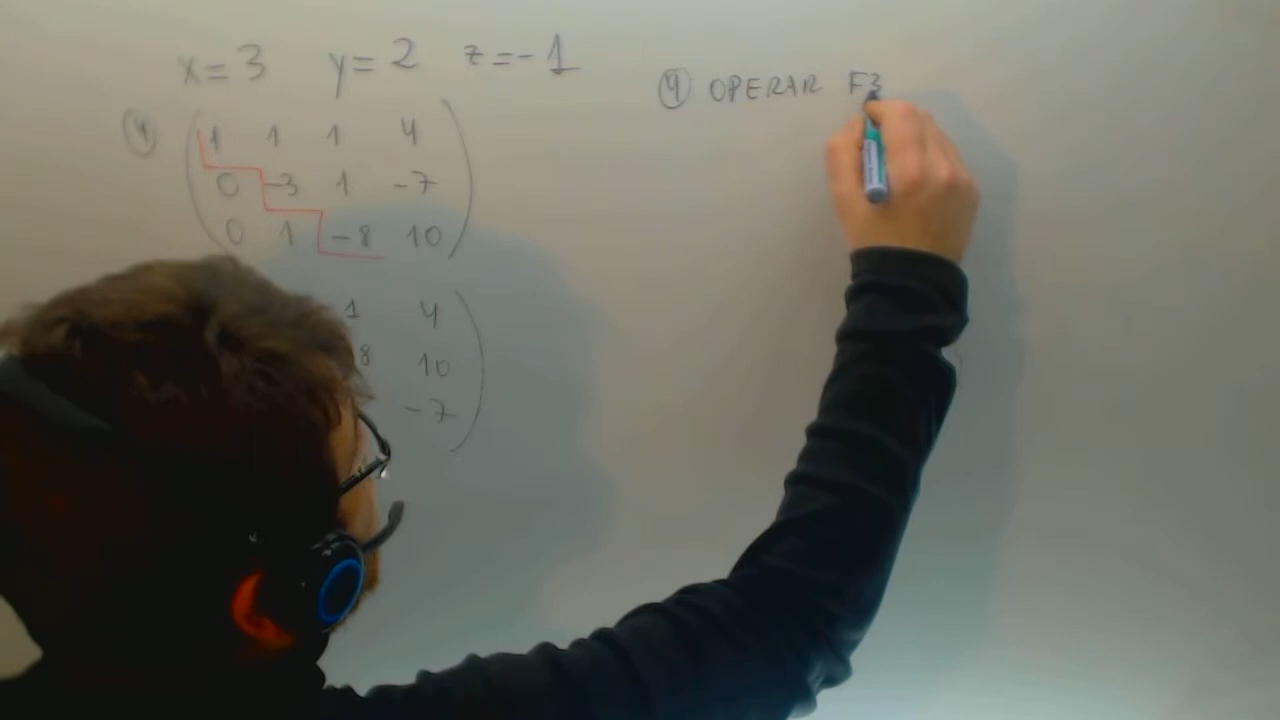 x=3 y=2 z=-1
④ 1 1 1 4
0 -3 1 -7
0 1 -8 10
1 4
8 10
-7
④ OPERAR F3